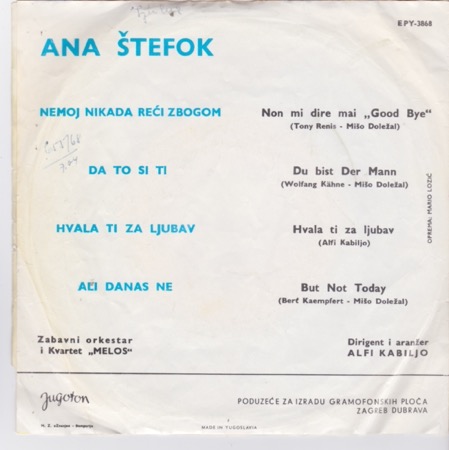 EPY-3868
ANA ŠTEFOK
NEMOJ NIKADA REĆI ZBOGOM
Non mi dire mai „Good Bye“
(Tony Renis - Mišo Doležal)
DA TO SI TI
Du bist Der Mann
(Wolfang Kähne - Mišo Doležal)
HVALA TI ZA LJUBAV
Hvala ti za ljubav
(Alfi Kabiljo)
ALI DANAS NE
But Not Today
(Bert Kaempfert - Mišo Doležal)
OPREMA: MARIO LOZIĆ
Zabavni orkestar
i Kvartet „MELOS“
Dirigent i aranžer
ALFI KABILJO
Jugoton
PODUZEĆE ZA IZRADU GRAMOFONSKIH PLOČA
ZAGREB DUBRAVA
MADE IN YUGOSLAVIA